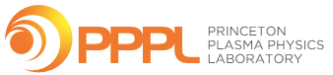 PPPL
PRINCETON
PLASMA PHYSICS
LABORATORY